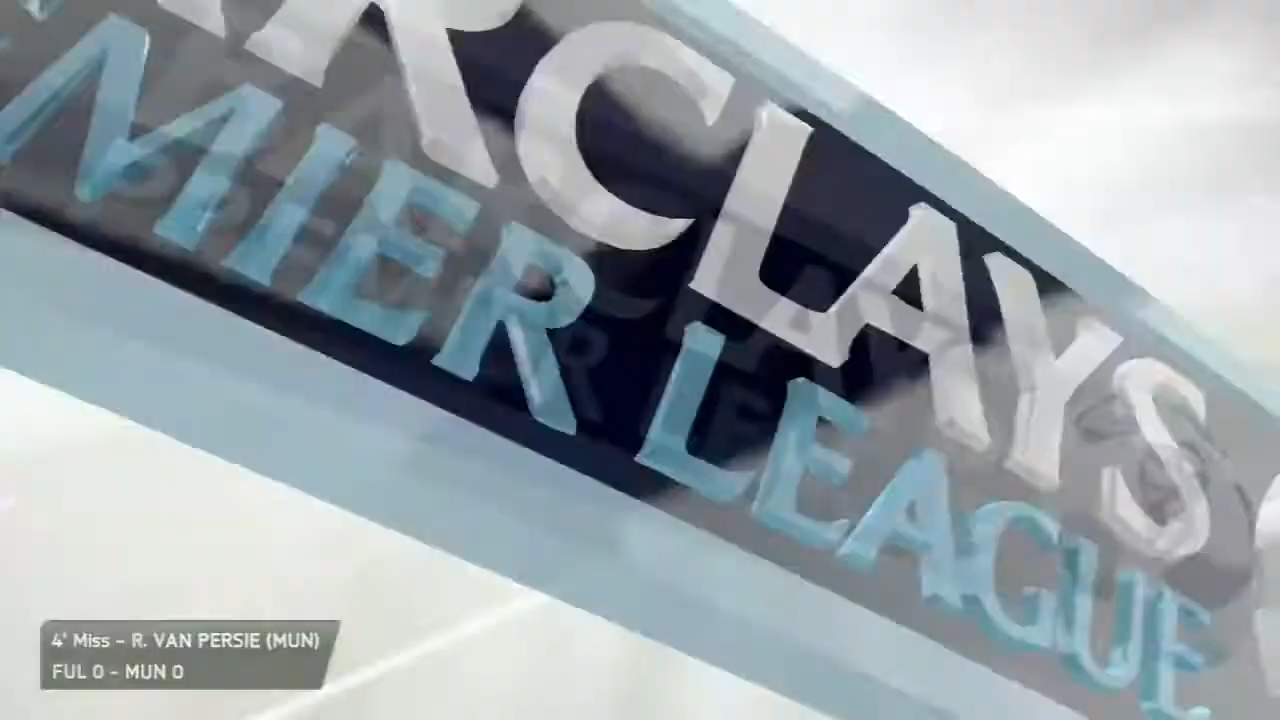 RCLAYS
MIER LEAGUE
4' Miss - R. VAN PERSIE (MUN)
FUL 0 - MUN 0